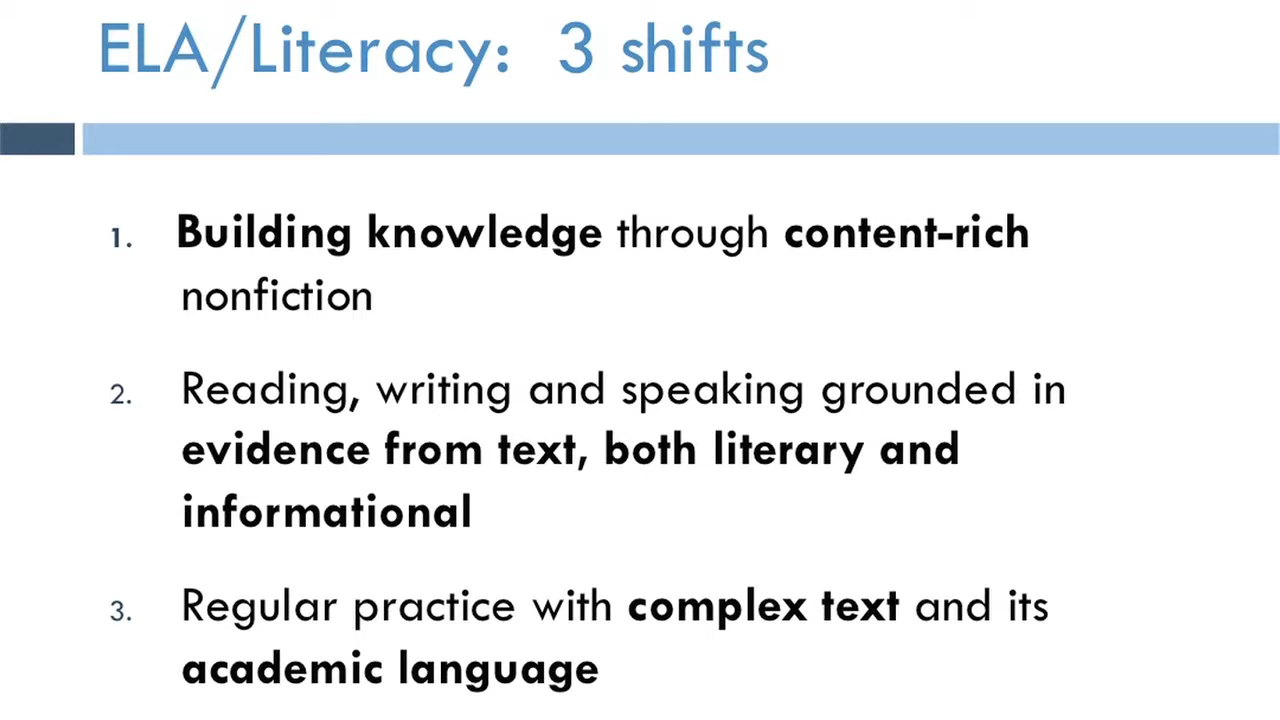 ELA/Literacy: 3 shifts
1. Building knowledge through content-rich
nonfiction
2. Reading, writing and speaking grounded in
evidence from text, both literary and
informational
3. Regular practice with complex text and its
academic language